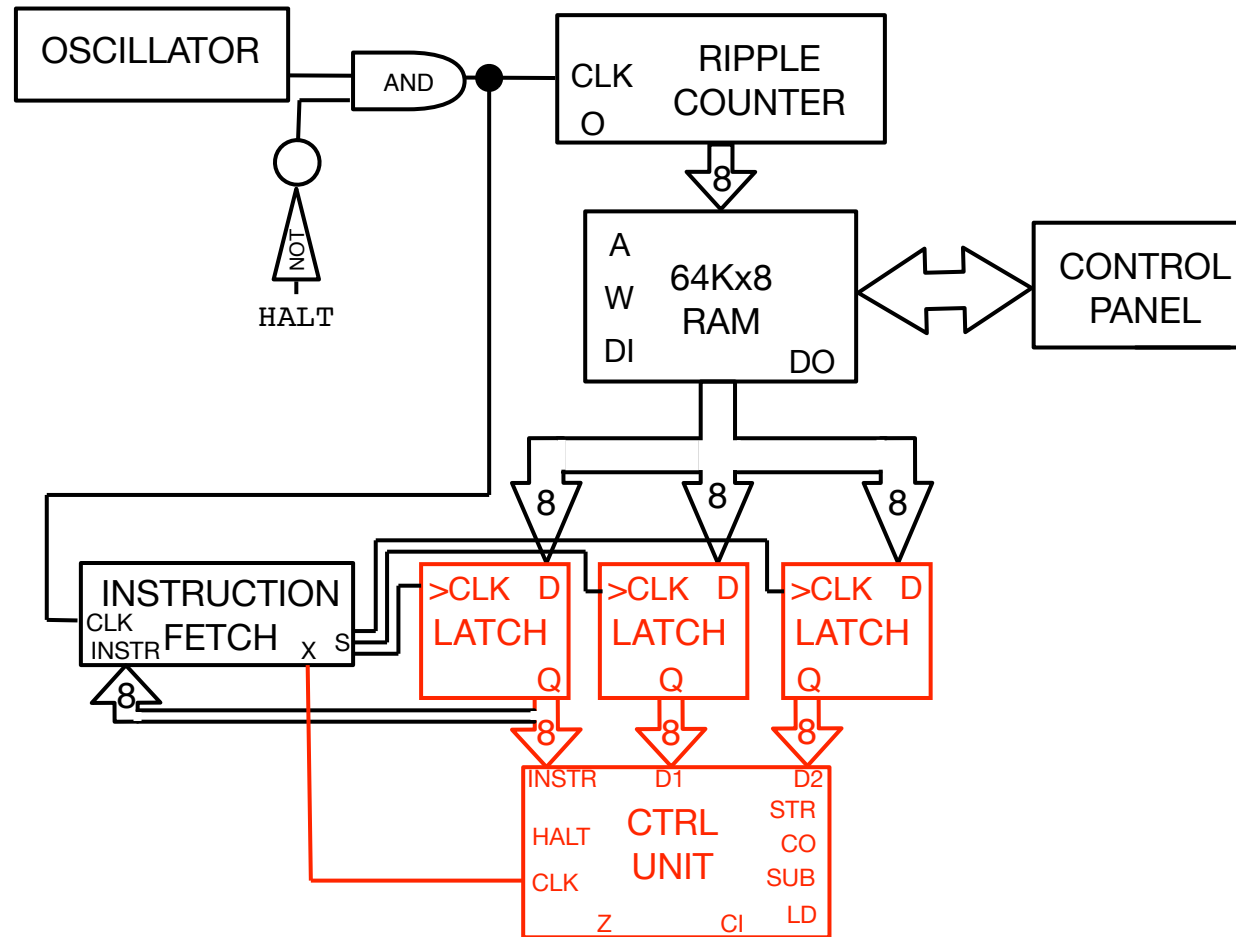 OSCILLATOR
AND
CLK
O
RIPPLE
COUNTER
NOT
HALT
8
A
W
DI
64Kx8
RAM
DO
CONTROL
PANEL
8
8
8
INSTRUCTION
FETCH
CLK
INSTR
X
S
8
>CLK D
LATCH
Q
>CLK D
LATCH
Q
>CLK D
LATCH
Q
8
8
8
INSTR
D1
D2
HALT
CLK
CTRL
UNIT
STR
CO
SUB
LD
Z
CI